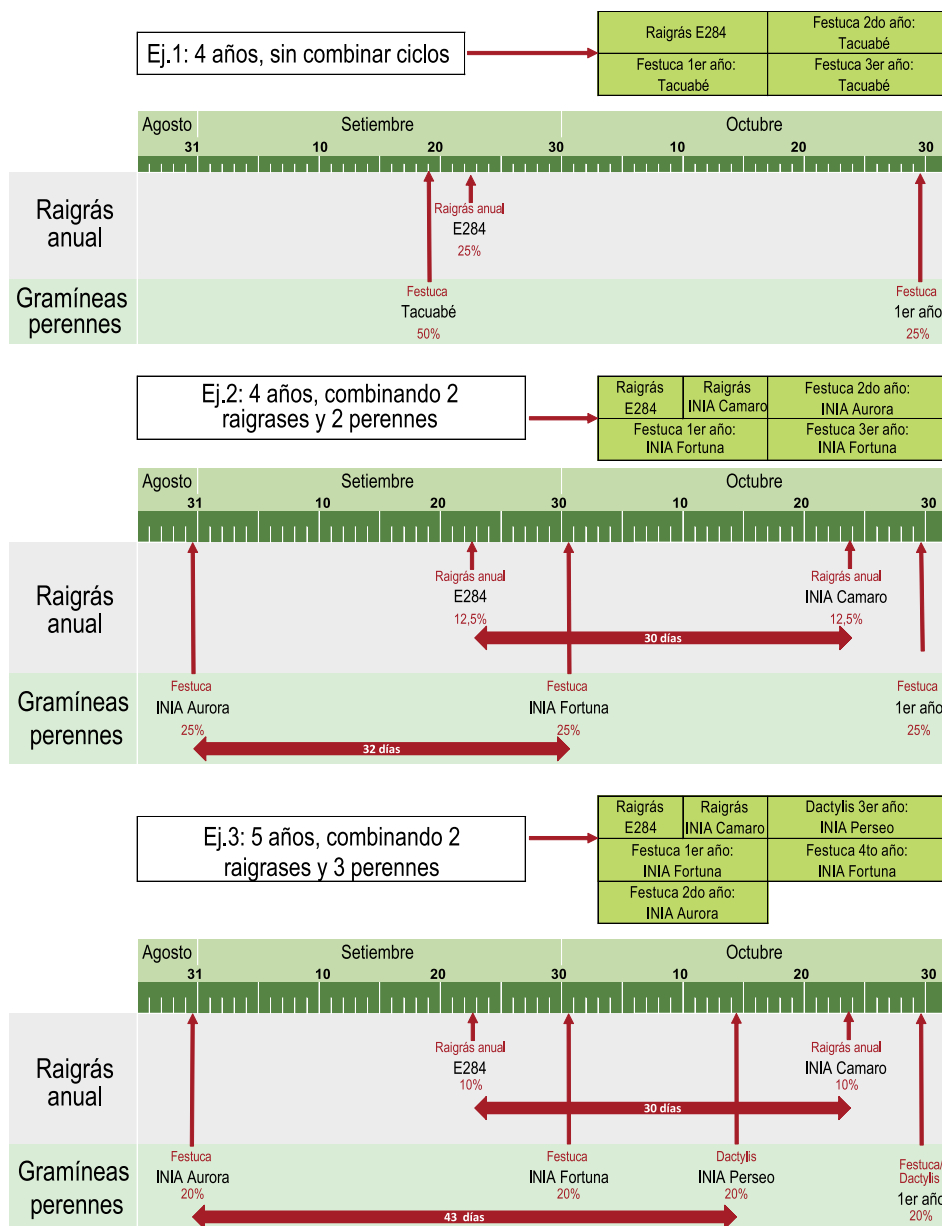 Ej.1: 4 años, sin combinar ciclos
Raigrás E284
Festuca 2do año:
Tacuabé
Festuca 1er año:
Tacuabé
Festuca 3er año:
Tacuabé
Agosto
Setiembre
Octubre
31
10
20
30
10
20
30
Raigrás
anual
Raigrás anual
E284
25%
Gramíneas
perennes
Festuca
Tacuabé
50%
Festuca
1er año
25%
Ej.2: 4 años, combinando 2
raigrases y 2 perennes
Raigrás
E284
Raigrás
INIA Camaro
Festuca 2do año:
INIA Aurora
Festuca 1er año:
INIA Fortuna
Festuca 3er año:
INIA Fortuna
Agosto
Setiembre
Octubre
31
10
20
30
10
20
30
Raigrás
anual
Raigrás anual
E284
12,5%
Raigrás anual
INIA Camaro
12,5%
30 días
Gramíneas
perennes
Festuca
INIA Aurora
25%
Festuca
INIA Fortuna
25%
Festuca
1er año
25%
32 días
Ej.3: 5 años, combinando 2
raigrases y 3 perennes
Raigrás
E284
Raigrás
INIA Camaro
Dactylis 3er año:
INIA Perseo
Festuca 1er año:
INIA Fortuna
Festuca 4to año:
INIA Fortuna
Festuca 2do año:
INIA Aurora
Agosto
Setiembre
Octubre
31
10
20
30
10
20
30
Raigrás
anual
Raigrás anual
E284
10%
Raigrás anual
INIA Camaro
10%
30 días
Gramíneas
perennes
Festuca
INIA Aurora
20%
Festuca
INIA Fortuna
20%
Dactylis
INIA Perseo
20%
Festuca/
Dactylis
1er año
20%
43 días